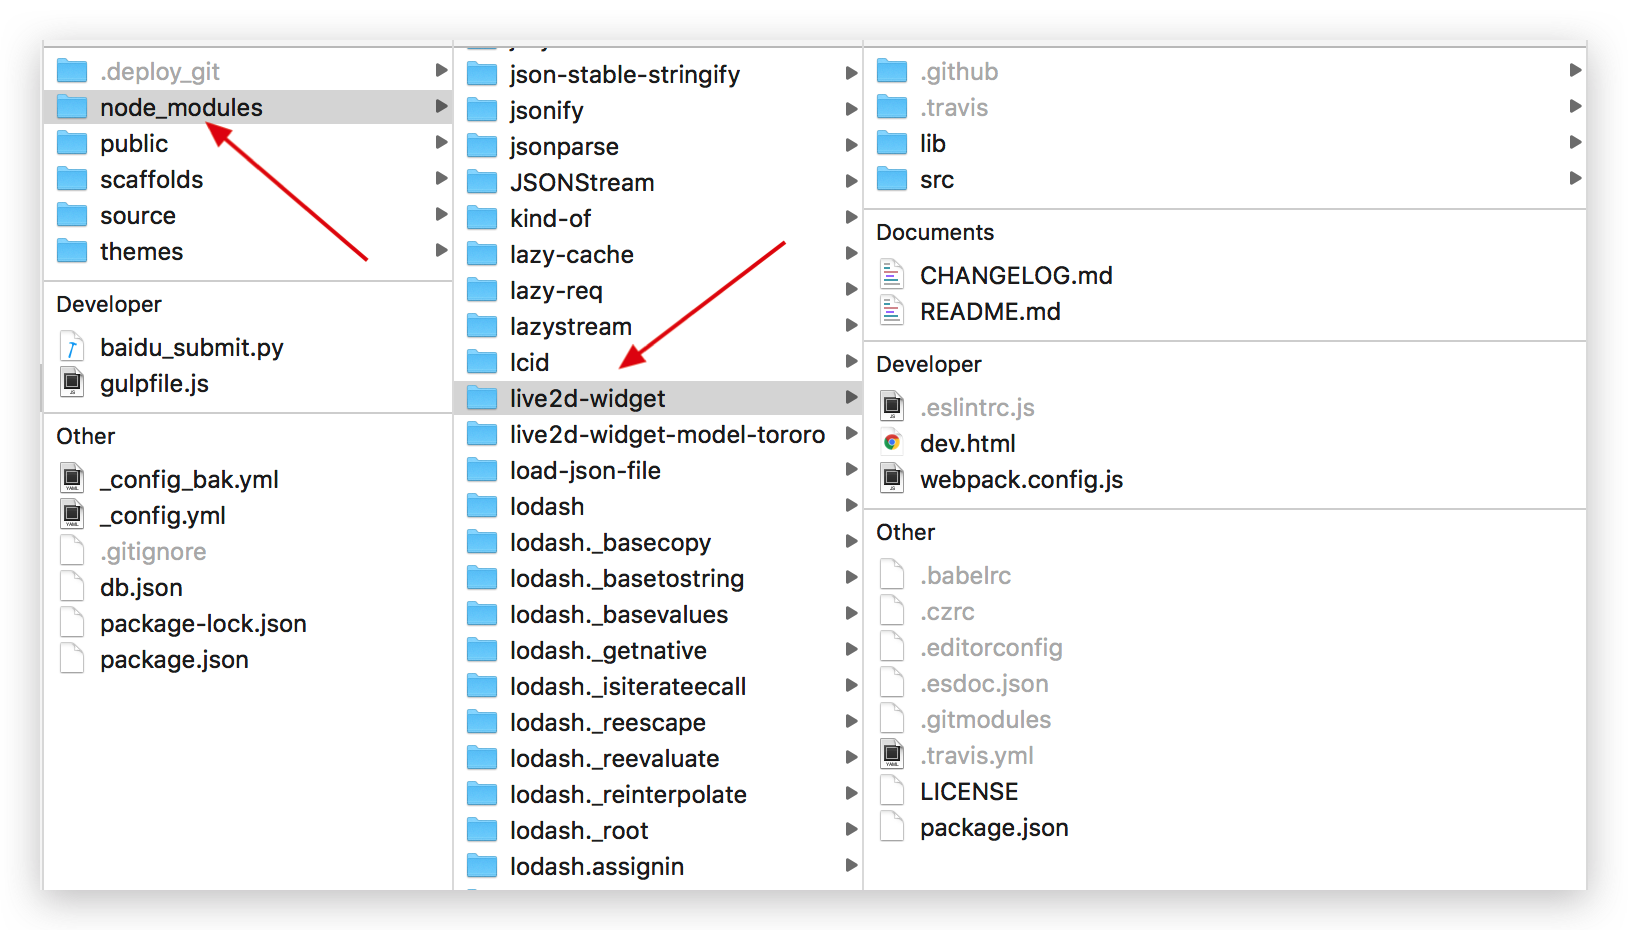 .deploy_git
node_modules
public
scaffolds
source
themes
Developer
baidu_submit.py
gulpfile.js
Other
_config_bak.yml
_config.yml
.gitignore
db.json
package-lock.json
package.json
json-stable-stringify
jsonify
jsonparse
JSONStream
kind-of
lazy-cache
lazy-req
lazystream
lcid
live2d-widget
live2d-widget-model-tororo
load-json-file
lodash
lodash._basecopy
lodash._basetostring
lodash._basevalues
lodash._getnative
lodash._isiterateecall
lodash._reescape
lodash._reevaluate
lodash._reinterpolate
lodash._root
lodash.assignin
.github
.travis
lib
src
Documents
CHANGELOG.md
README.md
Developer
.eslintrc.js
dev.html
webpack.config.js
Other
.babelrc
.czrc
.editorconfig
.esdoc.json
.gitmodules
.travis.yml
LICENSE
package.json